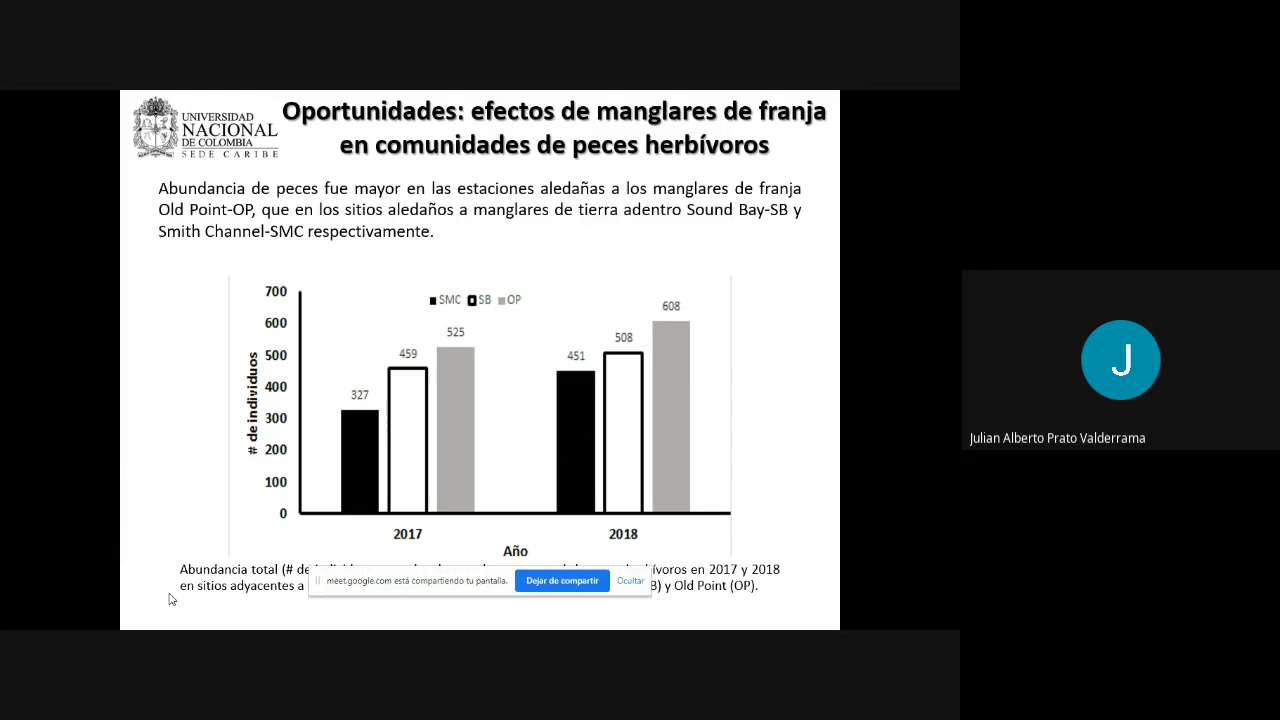 UNIVERSIDAD
NACIONAL
DE COLOMBIA
SEDE CARIBE
Oportunidades: efectos de manglares de franja
en comunidades de peces herbívoros
Abundancia de peces fue mayor en las estaciones aledañas a los manglares de franja
Old Point-OP, que en los sitios aledaños a manglares de tierra adentro Sound Bay-SB y
Smith Channel-SMC respectivamente.
SMC SB OP
700
600
500
400
300
200
100
0
# de individuos
327
459
525
451
508
608
2017
2018
Año
Abundancia total (# de en 2017 y 2018
en sitios adyacentes a y Old Point (OP).
meet.google.com está compartiendo tu pantalla.
Dejar de compartir
Ocultar
J
Julian Alberto Prato Valderrama